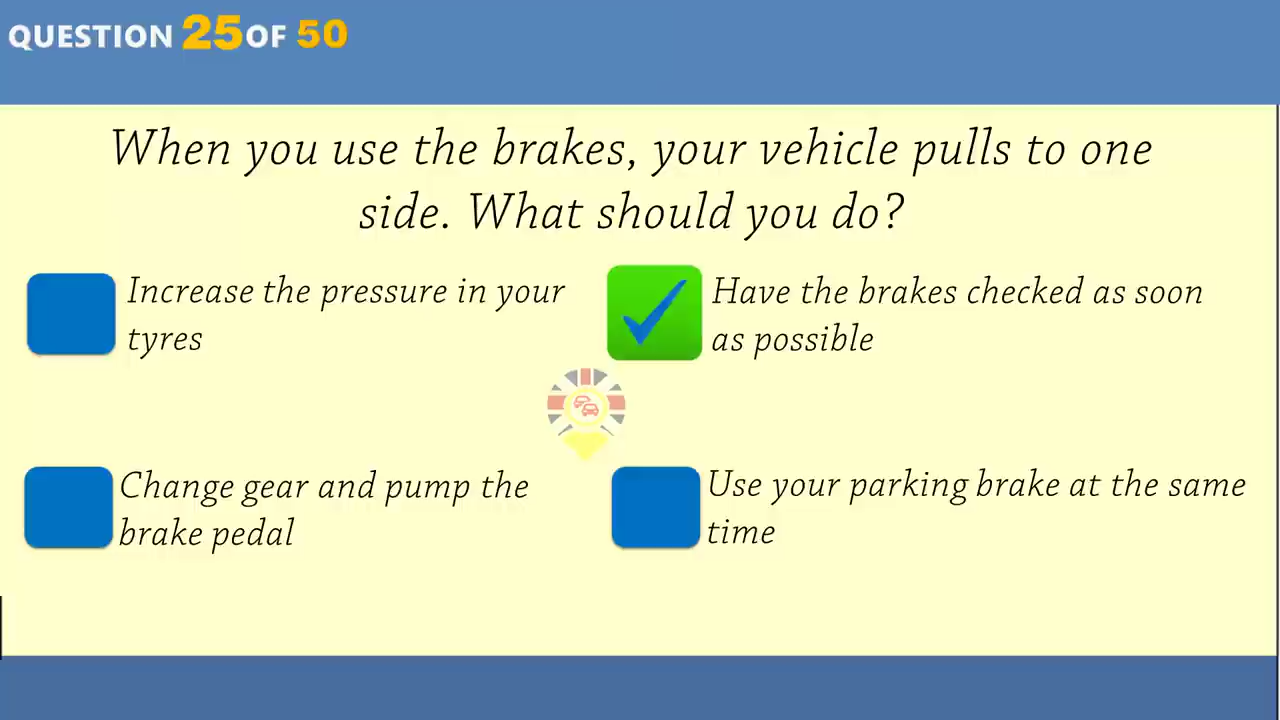 QUESTION 25 OF 50
When you use the brakes, your vehicle pulls to one
side. What should you do?
Increase the pressure in your
tyres
Have the brakes checked as soon
as possible
Change gear and pump the
brake pedal
Use your parking brake at the same
time